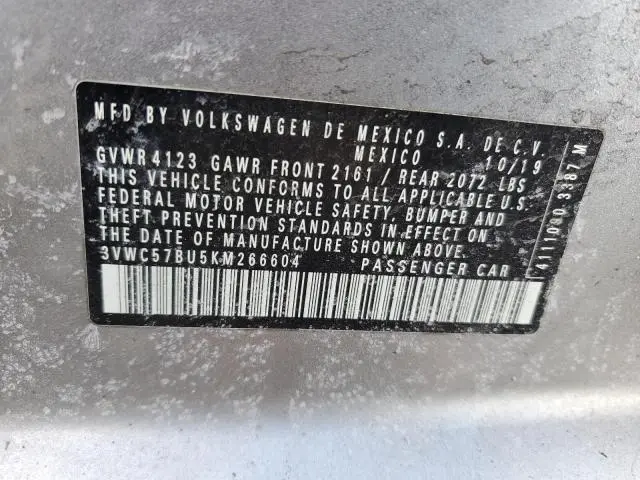 MFD BY VOLKSWAGEN DE MEXICO S.A. DE C.V.
MEXICO 10/19
GVWR 4123 GAWR FRONT 2161 / REAR 2072 LBS
THIS VEHICLE CONFORMS TO ALL APPLICABLE U.S.
FEDERAL MOTOR VEHICLE SAFETY, BUMPER AND
THEFT PREVENTION STANDARDS IN EFFECT ON
THE DATE OF MANUFACTURE SHOWN ABOVE.
3VWC57BU5KM266604 PASSENGER CAR